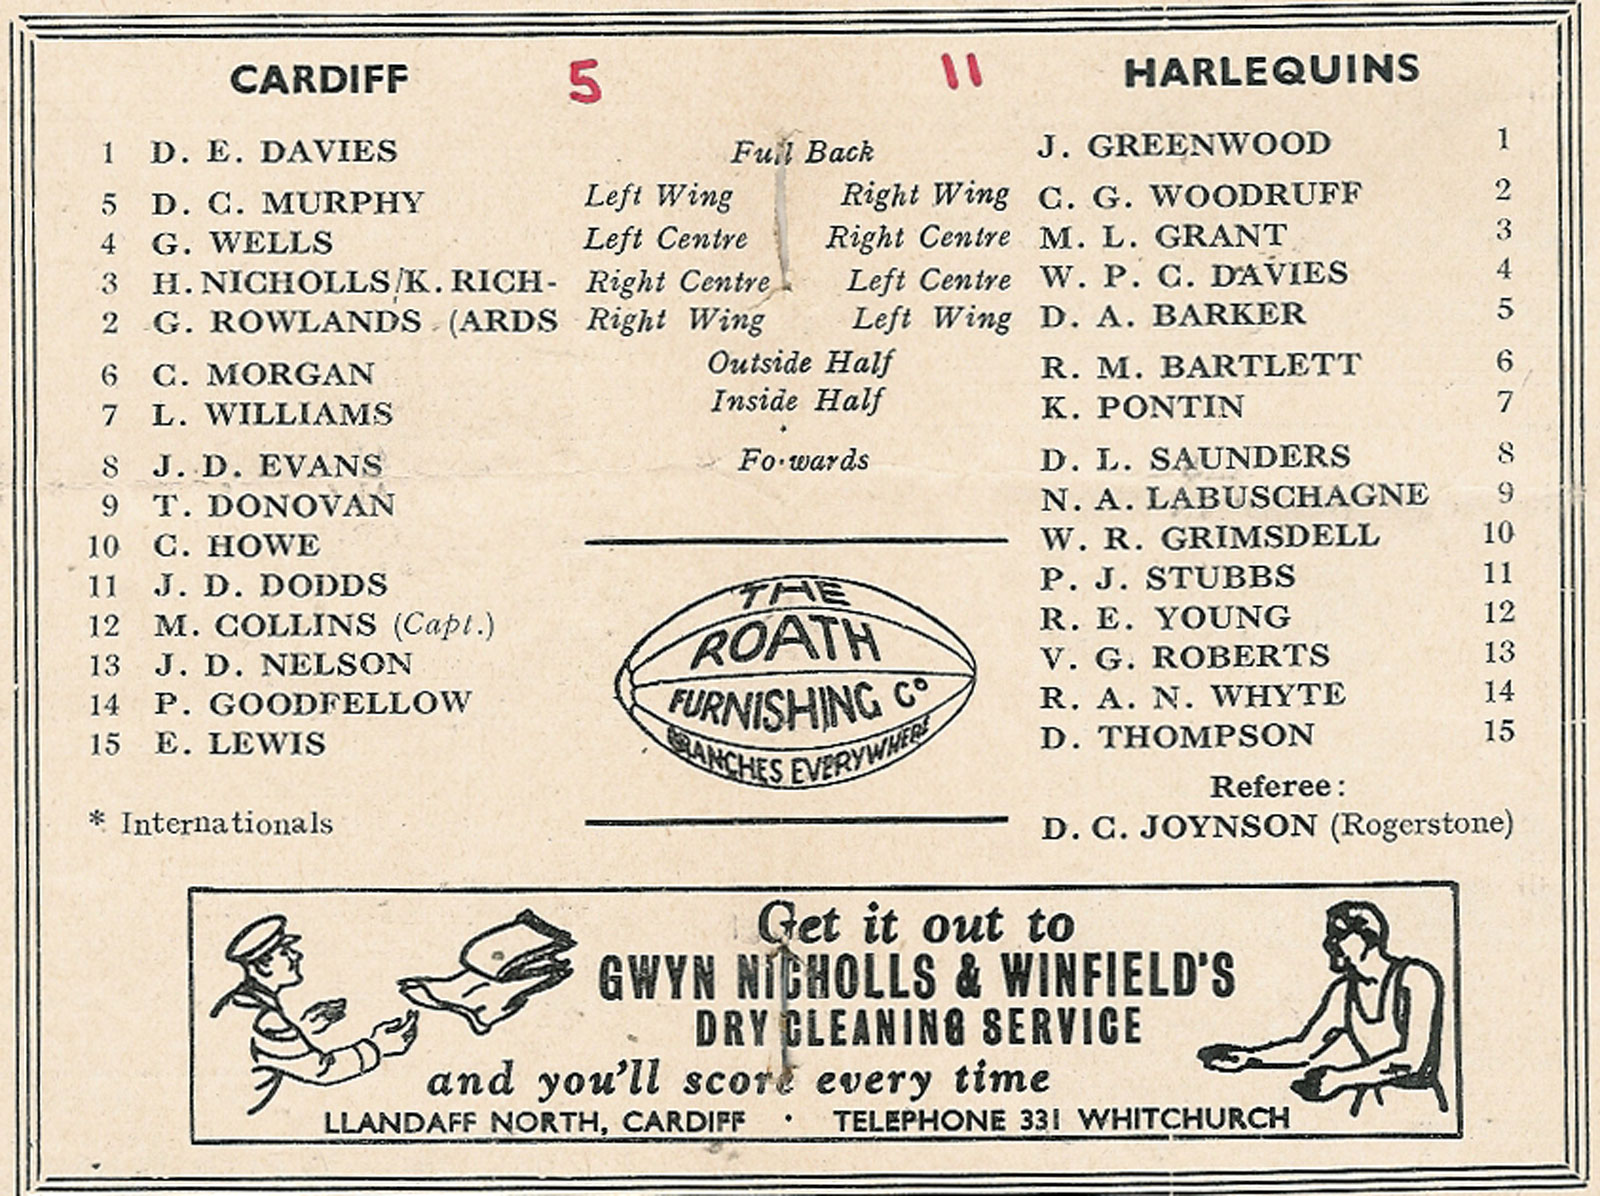 CARDIFF 5 11 HARLEQUINS
1 D. E. DAVIES Full Back J. GREENWOOD 1
5 D. C. MURPHY Left Wing Right Wing C. G. WOODRUFF 2
4 G. WELLS Left Centre Right Centre M. L. GRANT 3
3 H. NICHOLLS/K. RICH- Right Centre Left Centre W. P. C. DAVIES 4
2 G. ROWLANDS (ARDS Right Wing Left Wing D. A. BARKER 5
6 C. MORGAN Outside Half R. M. BARTLETT 6
7 L. WILLIAMS Inside Half K. PONTIN 7
8 J. D. EVANS Forwards D. L. SAUNDERS 8
9 T. DONOVAN N. A. LABUSCHAGNE 9
10 C. HOWE W. R. GRIMSDELL 10
11 J. D. DODDS P. J. STUBBS 11
12 M. COLLINS (Capt.) R. E. YOUNG 12
13 J. D. NELSON V. G. ROBERTS 13
14 P. GOODFELLOW R. A. N. WHYTE 14
15 E. LEWIS D. THOMPSON 15
THE
ROATH
FURNISHING Co
BRANCHES EVERYWHERE
Referee:
* Internationals D. C. JOYNSON (Rogerstone)
Get it out to
GWYN NICHOLLS & WINFIELD'S
DRY CLEANING SERVICE
and you'll score every time
LLANDAFF NORTH, CARDIFF · TELEPHONE 331 WHITCHURCH